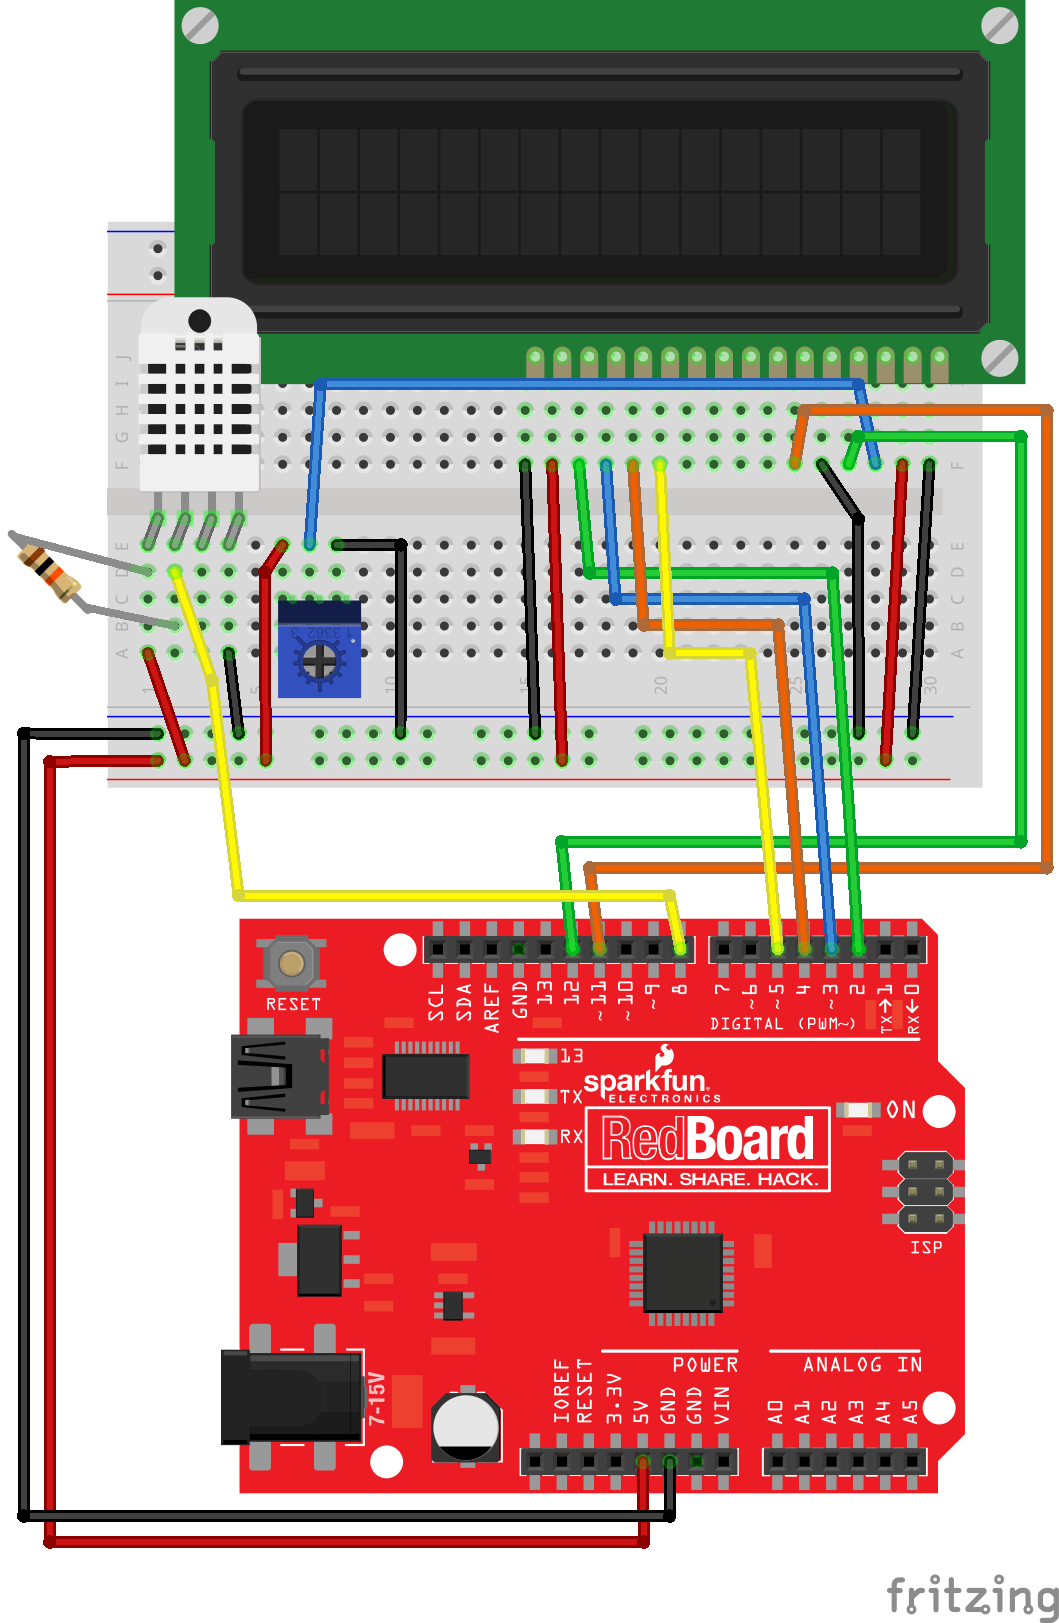 J
I
H
G
F
F
E
E
D
D
C
C
B
B
A
A
1
5
10
15
20
25
30
3362
RESET
SCL
SDA
AREF
GND
13
12
~11
~10
~9
8
7
~6
~5
4
~3
2
TX→1
RX←0
DIGITAL (PWM~)
13
TX
RX
sparkfun
ELECTRONICS
RedBoard
LEARN. SHARE. HACK.
ON
ISP
7-15V
POWER
ANALOG IN
IOREF
RESET
3.3V
5V
GND
GND
VIN
A0
A1
A2
A3
A4
A5
fritzing